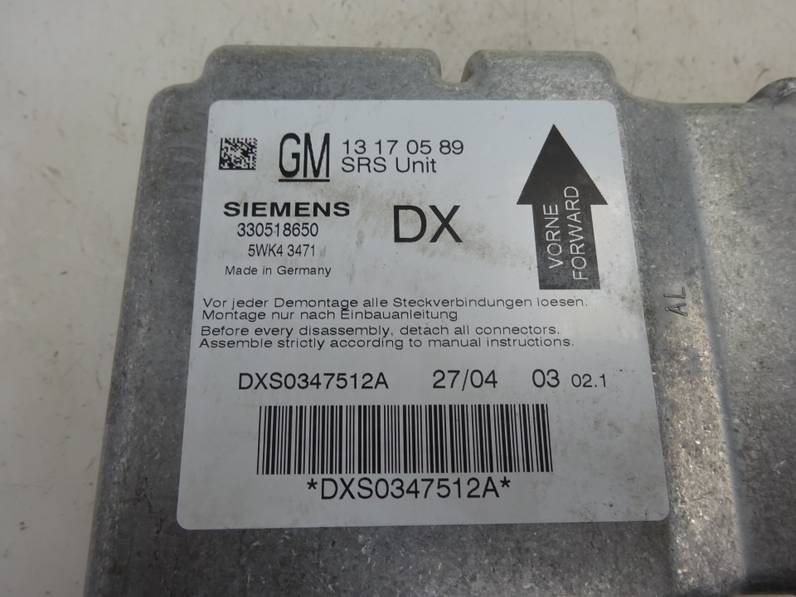 GM 13 17 05 89
SRS Unit
SIEMENS
330518650
5WK4 3471
Made in Germany
DX
VORNE
FORWARD
Vor jeder Demontage alle Steckverbindungen loesen.
Montage nur nach Einbauanleitung
Before every disassembly, detach all connectors.
Assemble strictly according to manual instructions.
DXS0347512A 27/04 03 02.1
*DXS0347512A*
AL